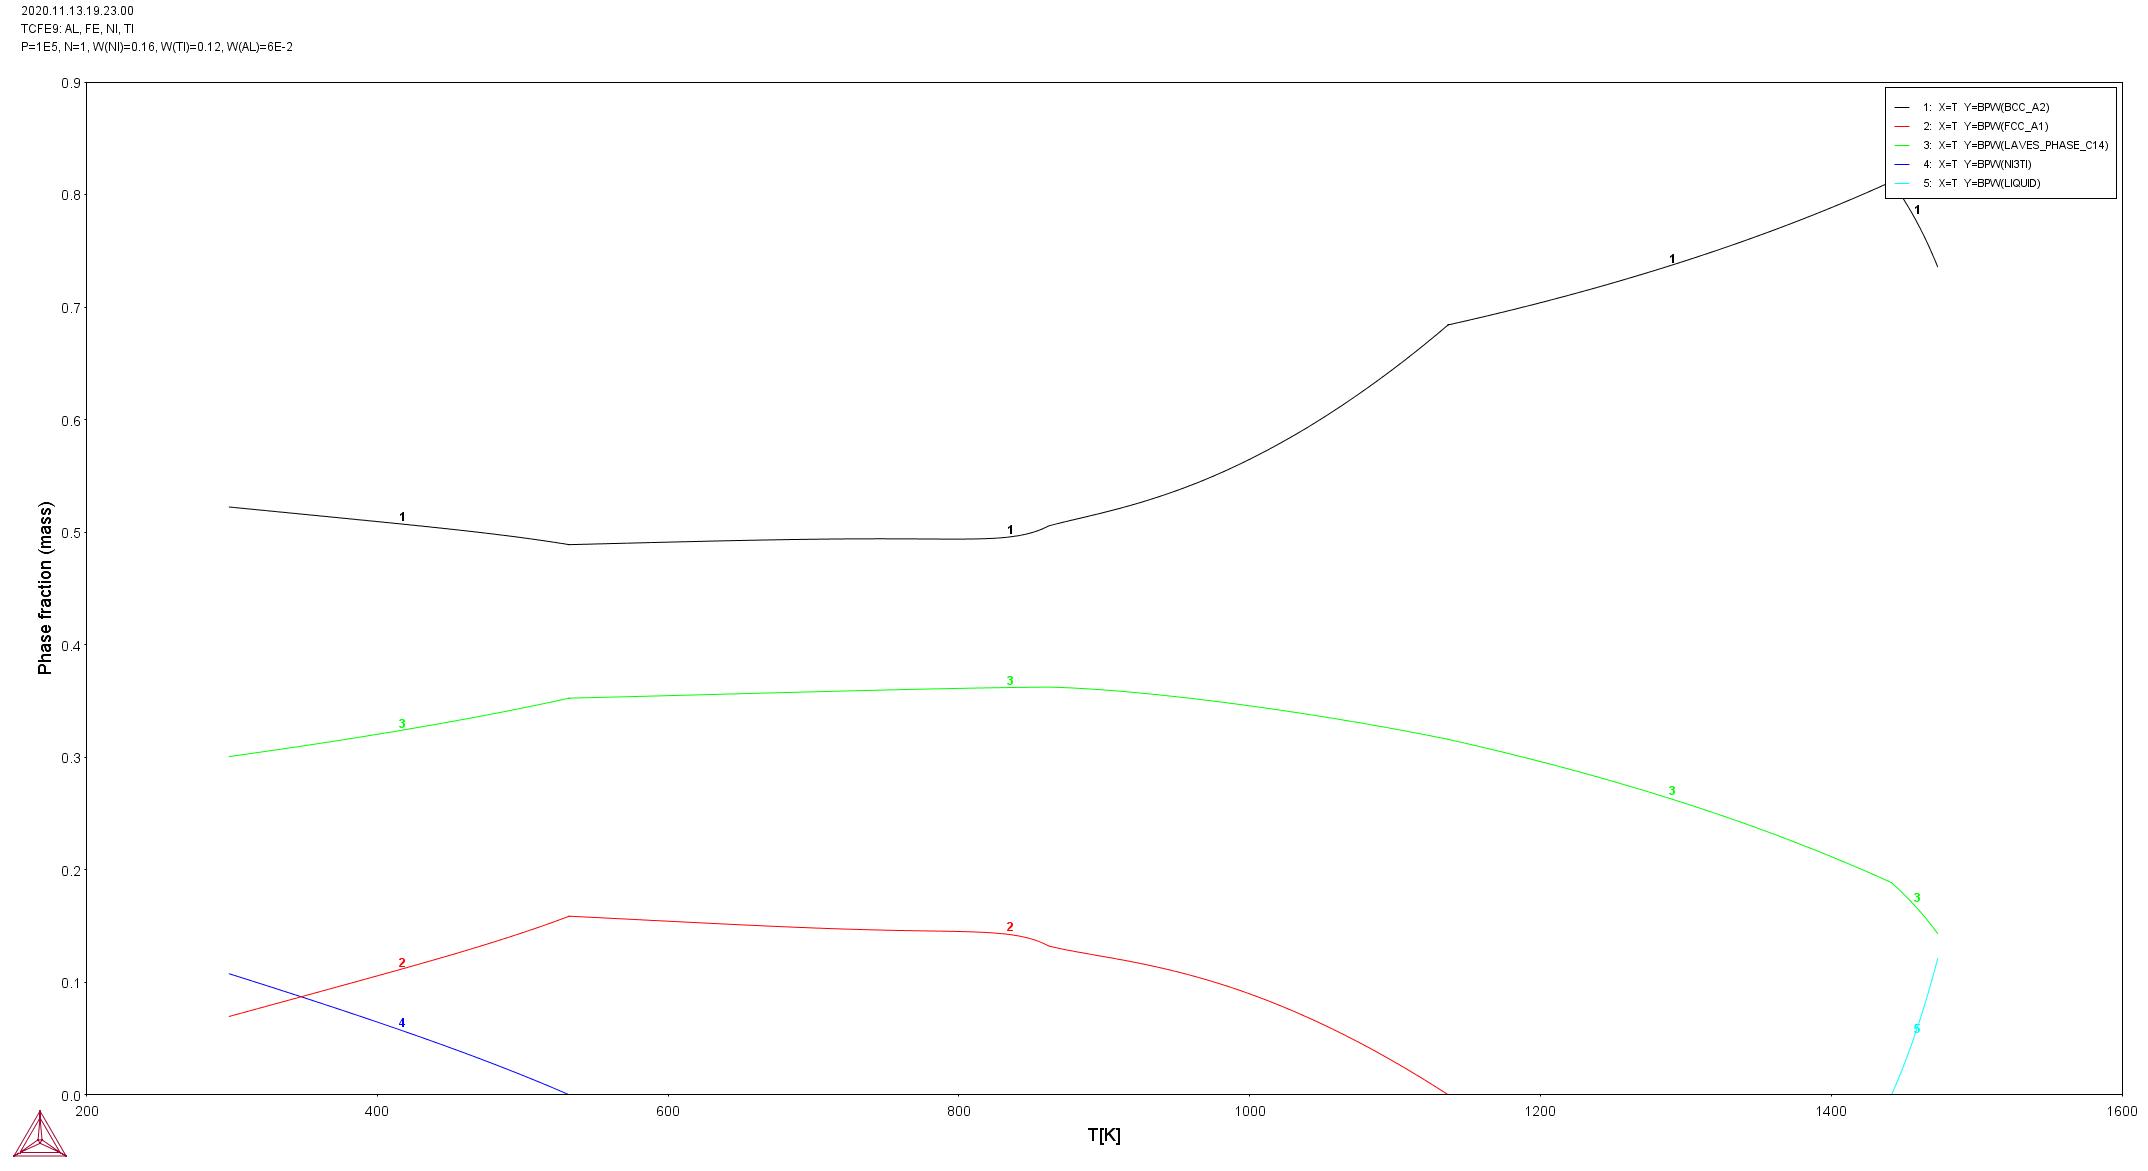 2020.11.13.19.23.00
TCFE9: AL, FE, NI, TI
P=1E5, N=1, W(NI)=0.16, W(TI)=0.12, W(AL)=6E-2
1: X=T Y=BPW(BCC_A2)
2: X=T Y=BPW(FCC_A1)
3: X=T Y=BPW(LAVES_PHASE_C14)
4: X=T Y=BPW(NI3TI)
5: X=T Y=BPW(LIQUID)
0.9
0.8
0.7
0.6
0.5
0.4
0.3
0.2
0.1
0.0
Phase fraction (mass)
1
1
1
1
3
3
3
3
2
2
4
5
200 400 600 800 1000 1200 1400 1600
T[K]